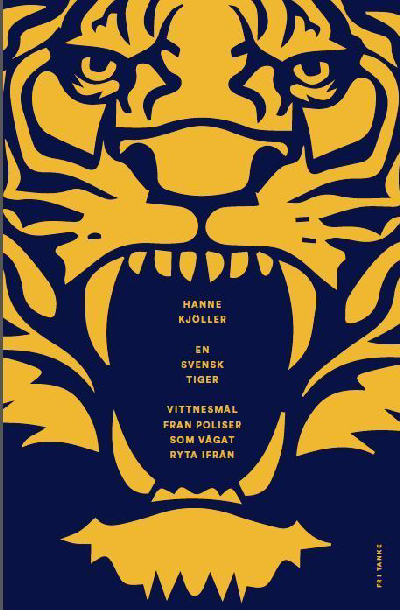 HANNE
KJÖLLER
EN
SVENSK
TIGER
VITTNESMÅL
FRÅN POLISER
SOM VÅGAT
RYTA IFRÅN
FRI TANKE